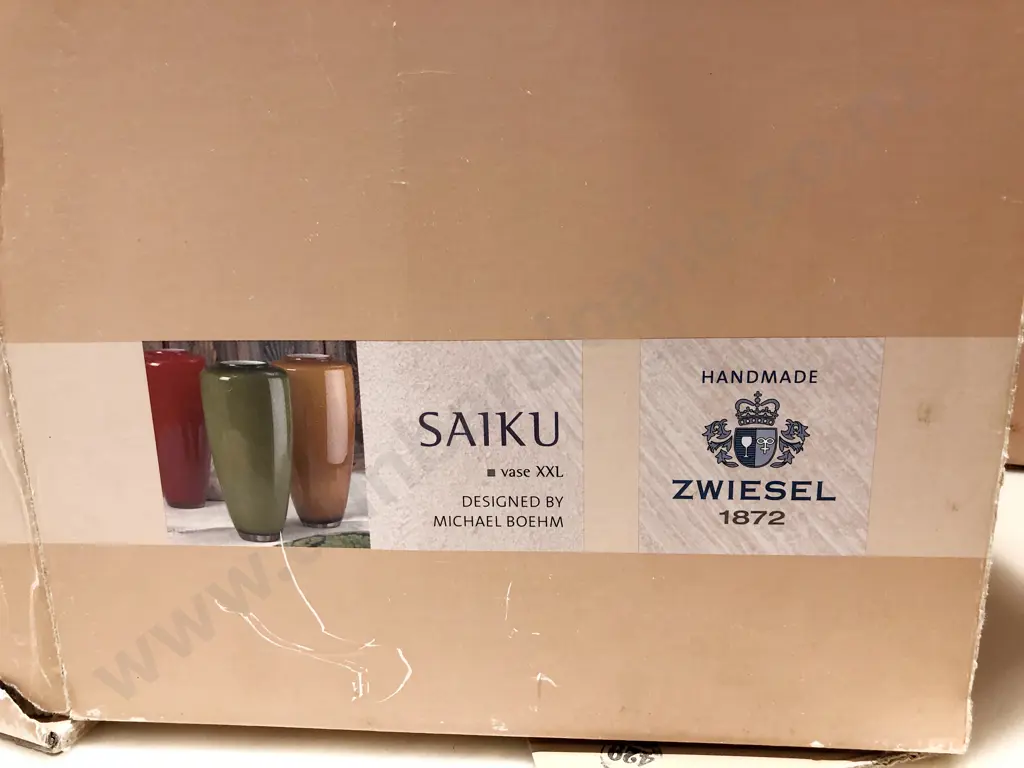 SAIKU
■ vase XXL
DESIGNED BY
MICHAEL BOEHM
HANDMADE
ZWIESEL
1872